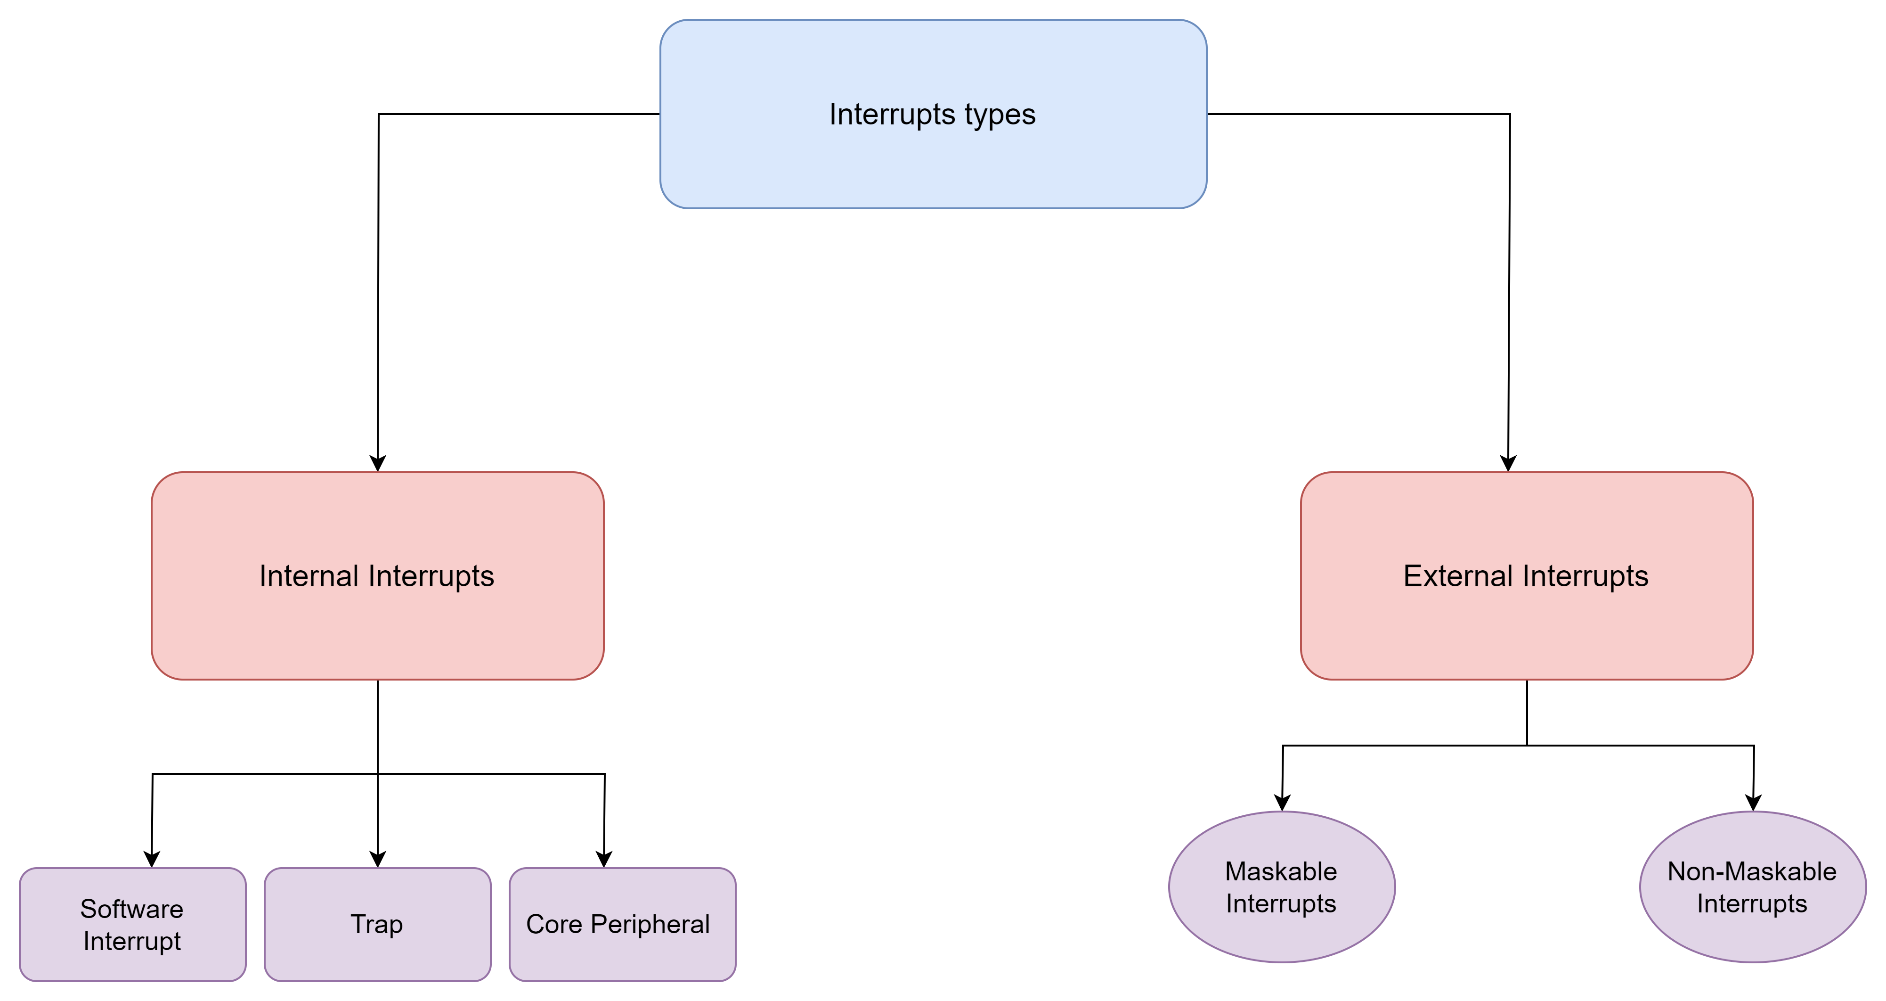 Interrupts types
Internal Interrupts
External Interrupts
Software
Interrupt
Trap
Core Peripheral
Maskable
Interrupts
Non-Maskable
Interrupts